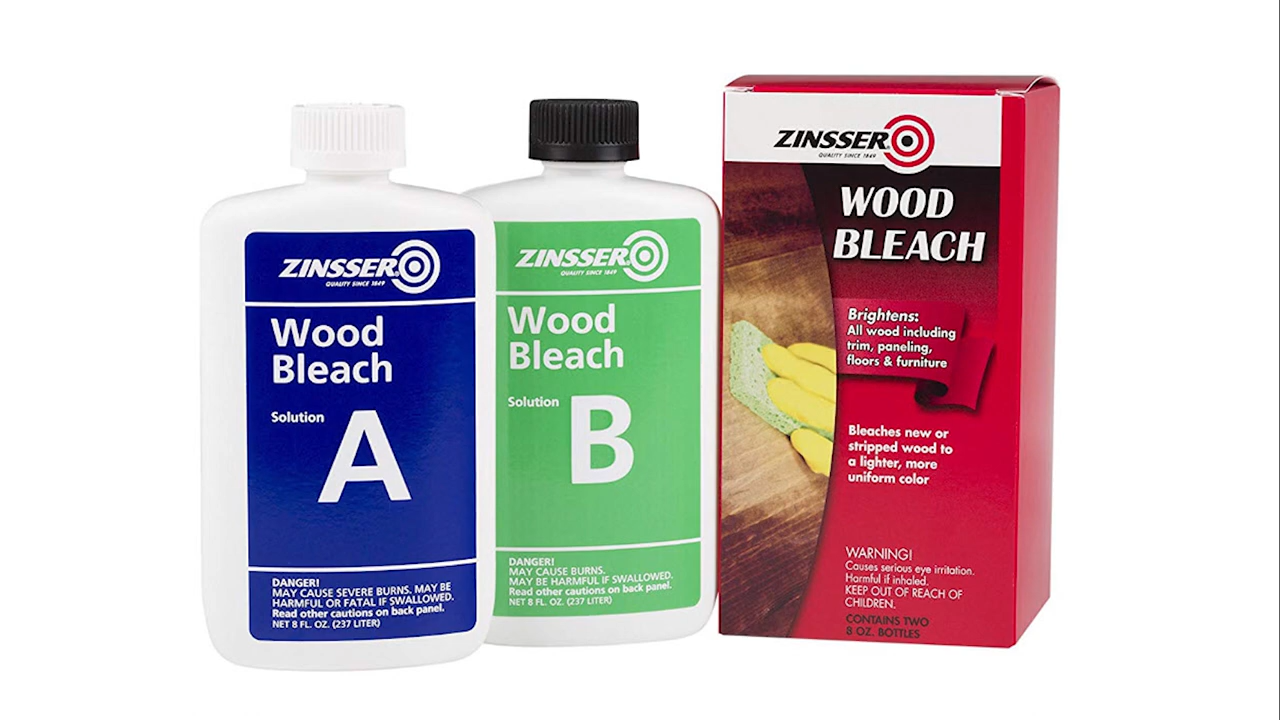 ZINSSER®
QUALITY SINCE 1849
Wood
Bleach
Solution
A
DANGER!
MAY CAUSE SEVERE BURNS. MAY BE
HARMFUL OR FATAL IF SWALLOWED.
Read other cautions on back panel.
NET 8 FL. OZ. (237 LITER)
ZINSSER®
QUALITY SINCE 1849
Wood
Bleach
Solution
B
DANGER!
MAY CAUSE BURNS.
MAY BE HARMFUL IF SWALLOWED.
Read other cautions on back panel.
NET 8 FL. OZ. (237 LITER)
ZINSSER®
QUALITY SINCE 1849
WOOD
BLEACH
Brightens:
All wood including
trim, paneling,
floors & furniture
Bleaches new or
stripped wood to
a lighter, more
uniform color
WARNING!
Causes serious eye irritation.
Harmful if inhaled.
KEEP OUT OF REACH OF
CHILDREN.
CONTAINS TWO
8 OZ. BOTTLES